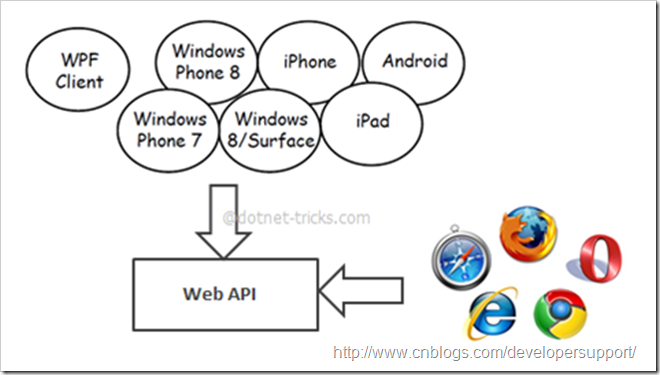 WPF
Client
Windows
Phone 8
iPhone
Android
Windows
Phone 7
Windows
8/Surface
iPad
@dotnet-tricks.com
Web API
http://www.cnblogs.com/developersupport/